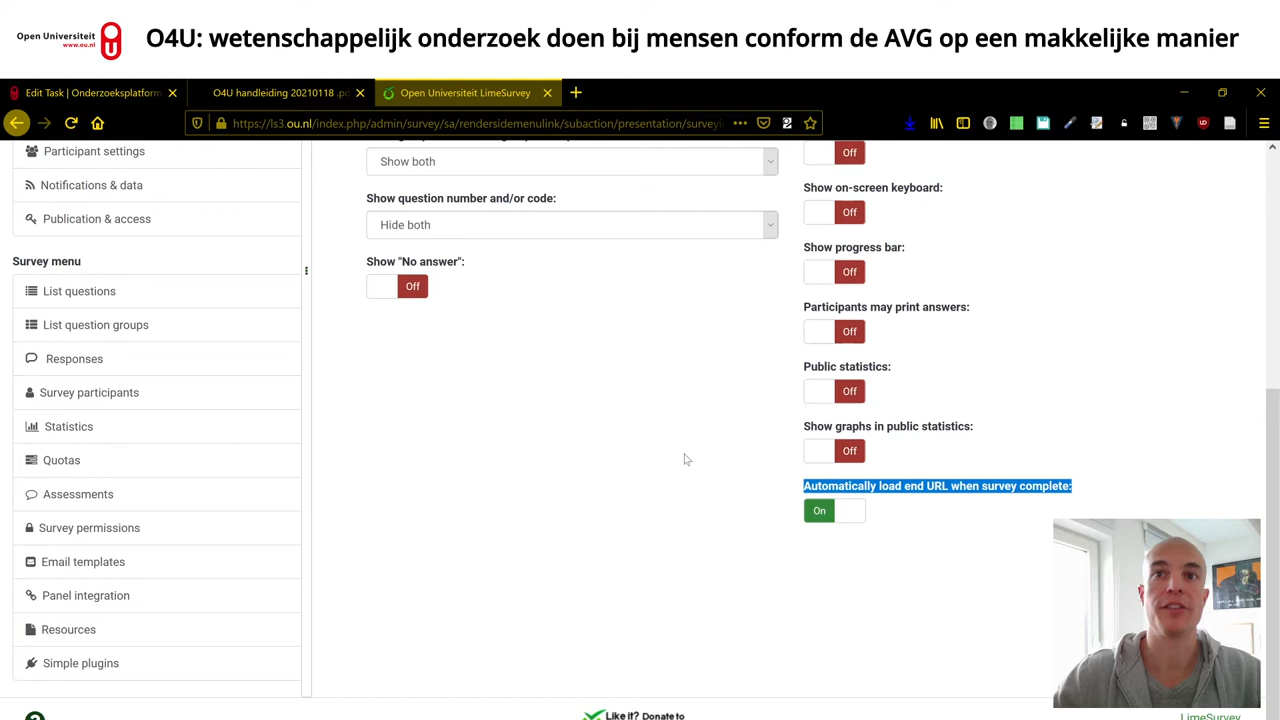 Open Universiteit
www.ou.nl
O4U: wetenschappelijk onderzoek doen bij mensen conform de AVG op een makkelijke manier
Edit Task | Onderzoeksplatform
O4U handleiding 20210118 .pd
Open Universiteit LimeSurvey
https://ls3.ou.nl/index.php/admin/survey/sa/rendersidemenulink/subaction/presentation/surveyi
Participant settings
Notifications & data
Publication & access
Survey menu
List questions
List question groups
Responses
Survey participants
Statistics
Quotas
Assessments
Survey permissions
Email templates
Panel integration
Resources
Simple plugins
Show both
Show question number and/or code:
Hide both
Show "No answer":
Off
Off
Show on-screen keyboard:
Off
Show progress bar:
Off
Participants may print answers:
Off
Public statistics:
Off
Show graphs in public statistics:
Off
Automatically load end URL when survey complete:
On
Like it? Donate to
LimeSurvey